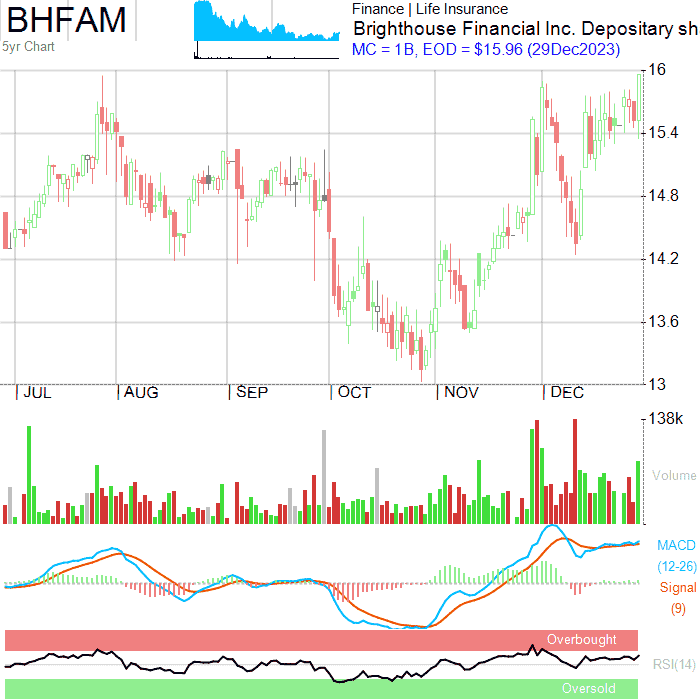 BHFAM
5yr Chart
Finance | Life Insurance
Brighthouse Financial Inc. Depositary sh
MC = 1B, EOD = $15.96 (29Dec2023)
16
15.4
14.8
14.2
13.6
13
JUL AUG SEP OCT NOV DEC
138k
Volume
MACD
(12-26)
Signal
(9)
Overbought
RSI(14)
Oversold